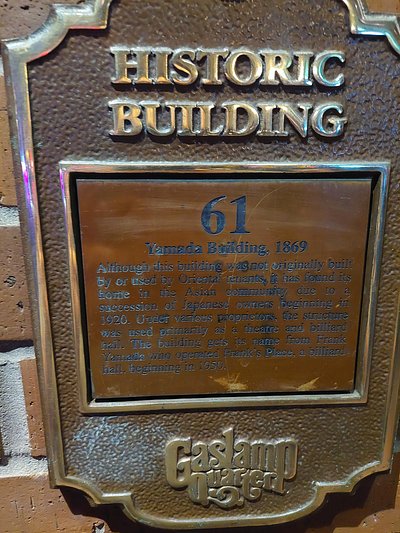 HISTORIC
BUILDING
61
Yamada Building, 1869
Although this building was not originally built
by or used by Oriental tenants, it has found its
home in the Asian community due to a
succession of Japanese owners beginning in
1920. Under various proprietors, the structure
was used primarily as a theatre and billiard
hall. The building gets its name from Frank
Yamada who operated Frank's Place, a billiard
hall, beginning in 1958.
Gaslamp
Quarter